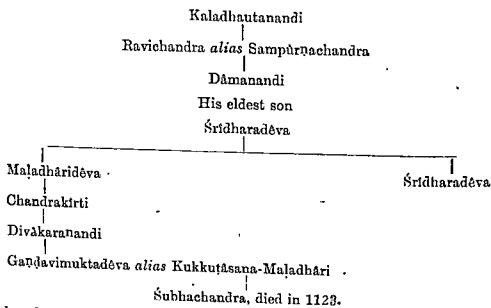 Kaladhautanandi
Ravichandra alias Sampûrṇachandra
Dâmanandi
His eldest son
Śrîdharadêva
Maḷadhâridêva
Śrîdharadêva
Chandrakîrti
Divâkaranandi
Gaṇḍavimuktadêva alias Kukkuṭâsana-Maladhâri
Śubhachandra, died in 1123.